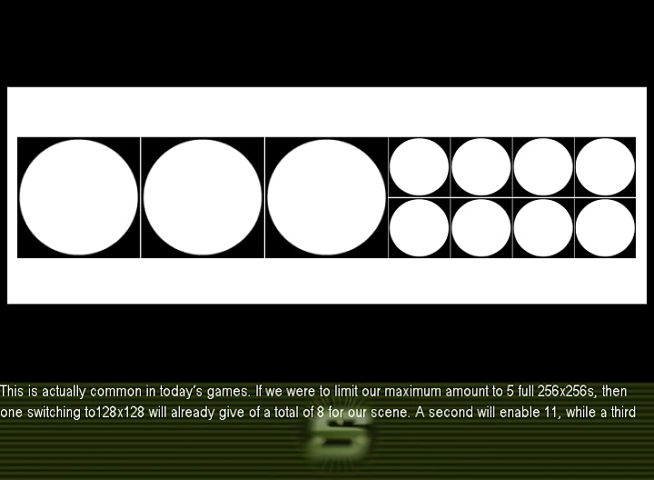 This is actually common in today's games. If we were to limit our maximum amount to 5 full 256x256s, then
one switching to128x128 will already give of a total of 8 for our scene. A second will enable 11, while a third
S